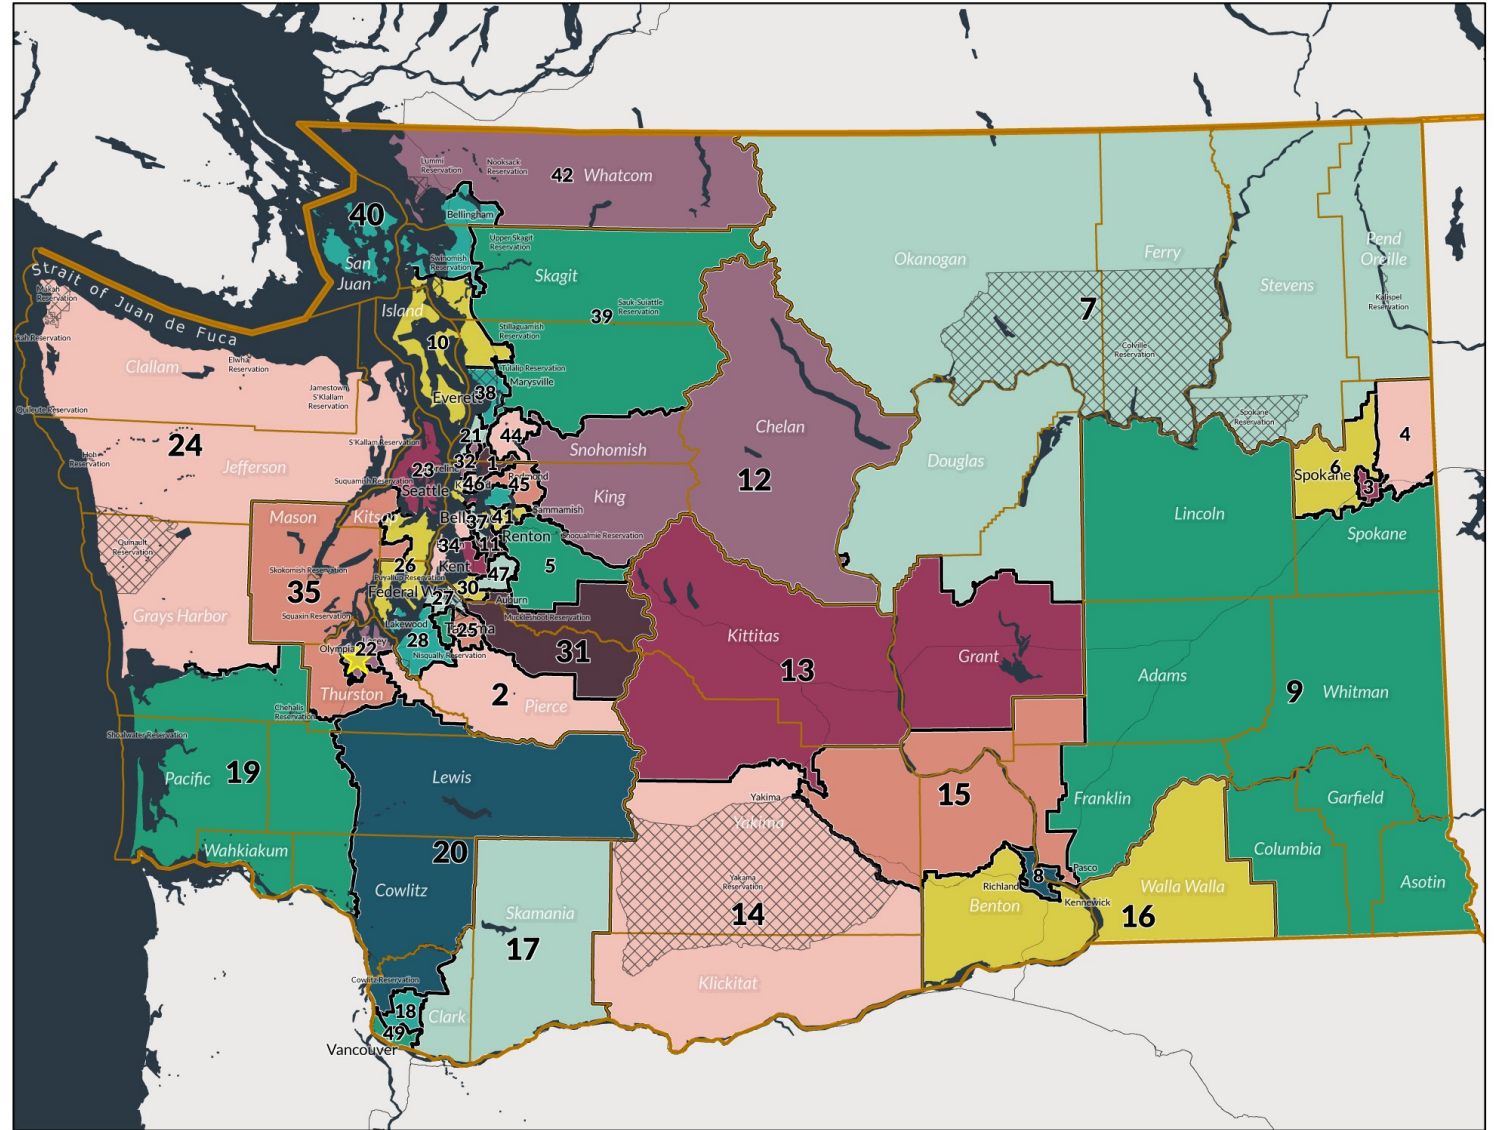 Lummi
Reservation
Nooksack
Reservation
42 Whatcom
40
Bellingham
San
Juan
Upper Skagit
Reservation
Swinomish
Reservation
Skagit
Okanogan
Ferry
Pend
Oreille
Stevens
Kalispel
Reservation
7
Colville
Reservation
Strait of Juan de Fuca
Makah
Reservation
Island
39
Sauk-Suiattle
Reservation
Stillaguamish
Reservation
10
Clallam
Elwha
Reservation
Jamestown
S'Klallam
Reservation
Tulalip Reservation
Marysville
38
Quileute Reservation
Spokane
Reservation
24
Hoh
Reservation
Jefferson
S'Kallam Reservation
Suquamish Reservation
23
Seattle
21
44
32
1
46
45
Redmond
Sammamish
Snohomish
King
Snoqualmie Reservation
Chelan
12
Douglas
Lincoln
4
6
Spokane
3
Spokane
Mason
Quinault
Reservation
Skokomish Reservation
35
Squaxin Reservation
37
41
Renton
34
11
Kent
5
26
Puyallup Reservation
47
30
Auburn
27
Muckleshoot Reservation
Lakewood
28
25
Nisqually Reservation
31
Grays Harbor
Olympia
22
Thurston
2
Pierce
Kittitas
13
Grant
Adams
9
Whitman
Chehalis
Reservation
Shoalwater Reservation
Pacific
19
Lewis
Yakima
Yakima
15
Franklin
Garfield
Wahkiakum
20
Cowlitz
Yakama
Reservation
14
Pasco
8
Richland
Kennewick
Benton
Walla Walla
16
Columbia
Asotin
Skamania
17
Klickitat
Cowlitz Reservation
18
Clark
49
Vancouver